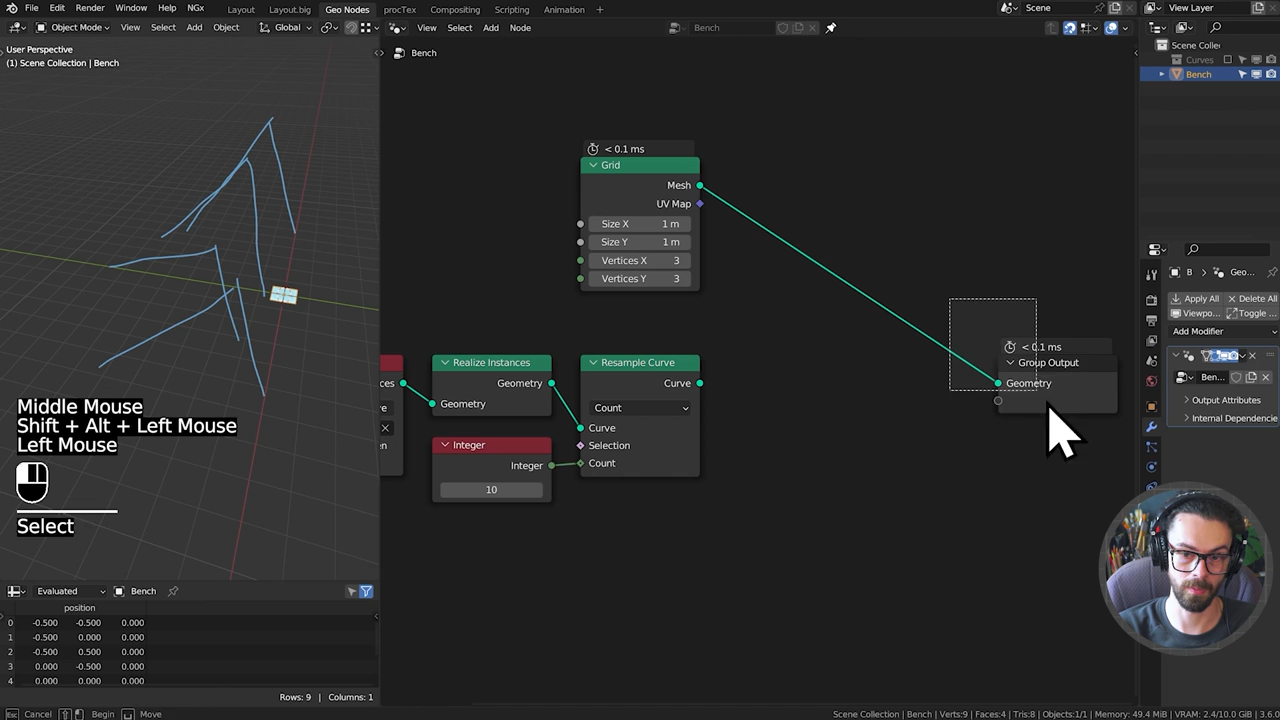 File Edit Render Window Help NGx
Layout Layout.big Geo Nodes procTex Compositing Scripting Animation +
Scene
View Layer
Object Mode View Select Add Object Global
View Select Add Node
Bench
User Perspective
(1) Scene Collection | Bench
Bench
Scene Collec
Curves
Bench
< 0.1 ms
Grid
Mesh
UV Map
Size X 1 m
Size Y 1 m
Vertices X 3
Vertices Y 3
< 0.1 ms
Group Output
Geometry
Realize Instances
Geometry
Geometry
Integer
Integer
10
Resample Curve
Curve
Count
Curve
Selection
Count
B Geo...
Apply All Delete All
Viewpo... Toggle ...
Add Modifier
Ben...
Output Attributes
Internal Dependencie
Middle Mouse
Shift + Alt + Left Mouse
Left Mouse
Select
Evaluated Bench
position
0 -0.500 -0.500 0.000
1 -0.500 0.000 0.000
2 -0.500 0.500 0.000
3 0.000 -0.500 0.000
4 0.000 0.000 0.000
Rows: 9 | Columns: 1
Cancel Begin Move
Scene Collection | Bench | Verts:9 | Faces:4 | Tris:8 | Objects:1/1 | Memory: 49.4 MiB | VRAM: 2.4/10.0 GiB | 3.6.0